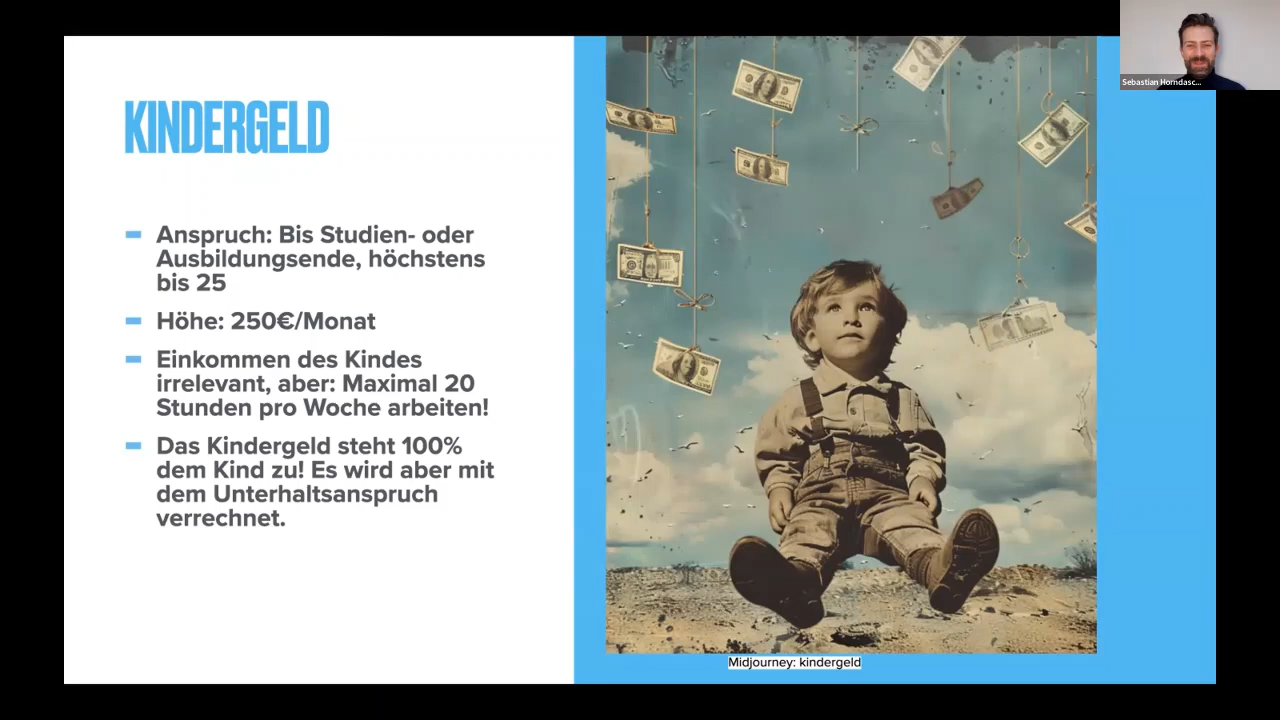 Sebastian Horndasc...
KINDERGELD
Anspruch: Bis Studien- oder
Ausbildungsende, höchstens
bis 25
Höhe: 250€/Monat
Einkommen des Kindes
irrelevant, aber: Maximal 20
Stunden pro Woche arbeiten!
Das Kindergeld steht 100%
dem Kind zu! Es wird aber mit
dem Unterhaltsanspruch
verrechnet.
Midjourney: kindergeld